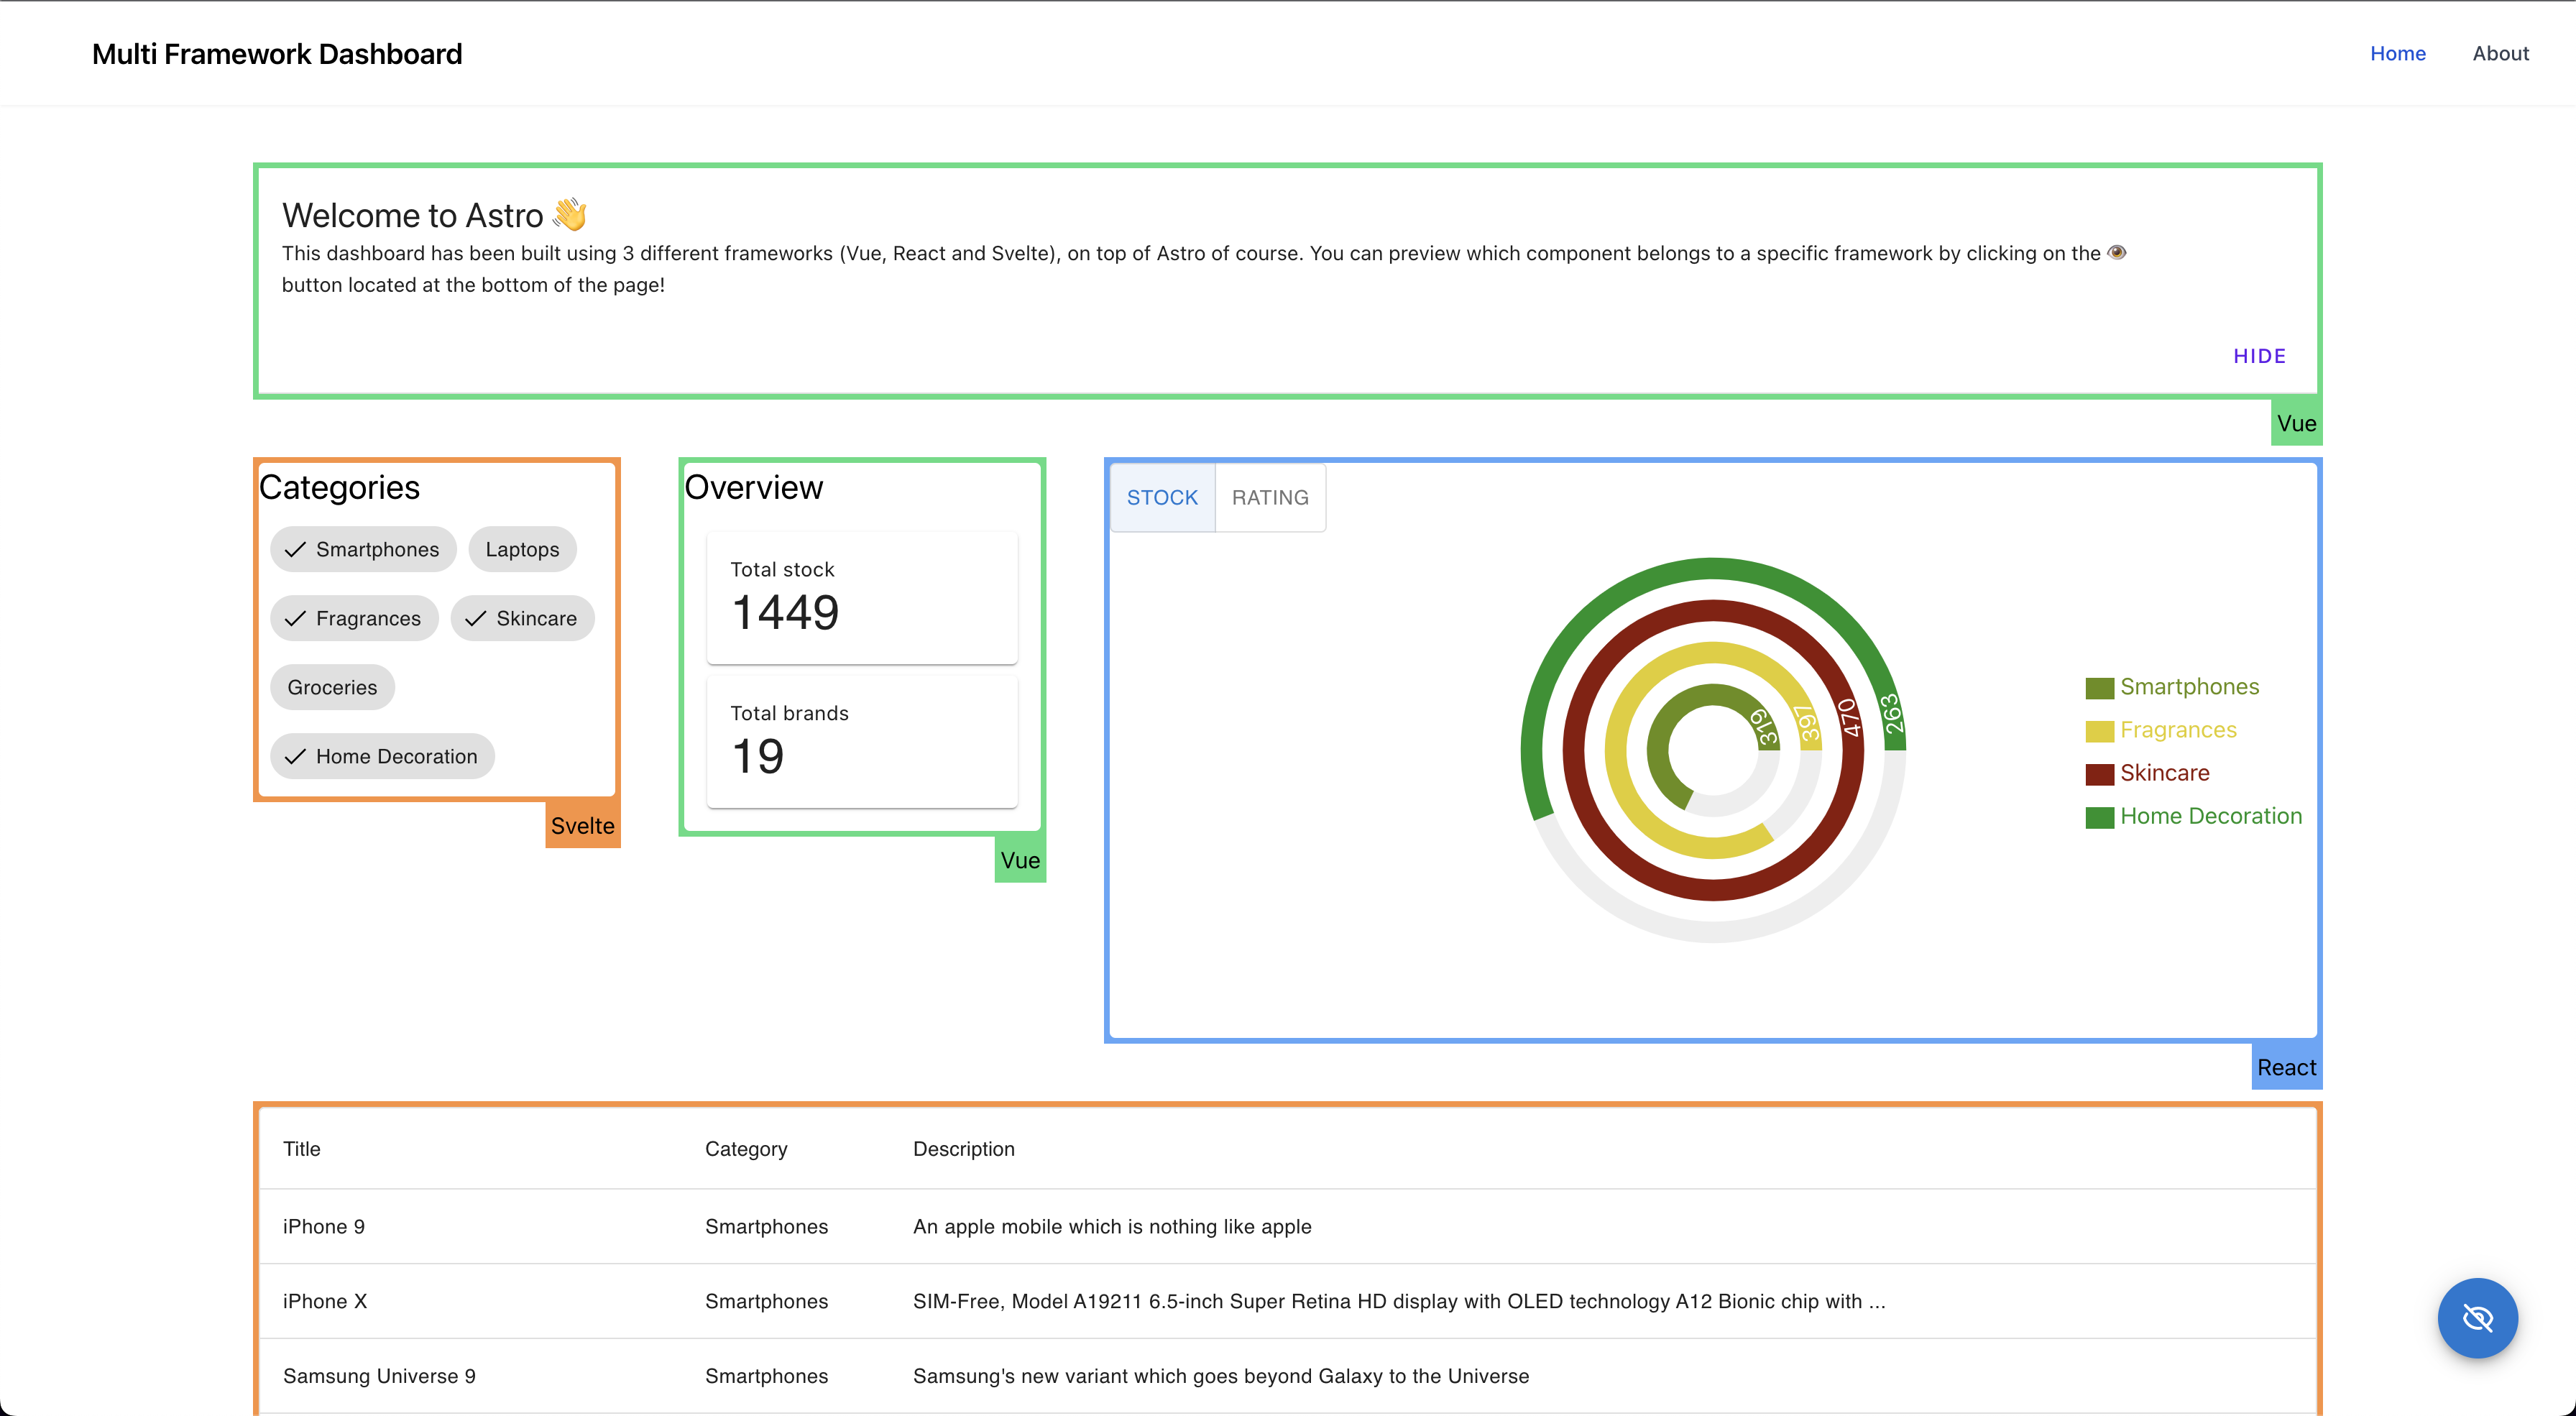 Multi Framework Dashboard
Home
About
Welcome to Astro 👋
This dashboard has been built using 3 different frameworks (Vue, React and Svelte), on top of Astro of course. You can preview which component belongs to a specific framework by clicking on the 👁️
button located at the bottom of the page!
HIDE
Vue
Categories
Smartphones
Laptops
Fragrances
Skincare
Groceries
Home Decoration
Svelte
Overview
Total stock
1449
Total brands
19
Vue
STOCK
RATING
319
397
470
263
Smartphones
Fragrances
Skincare
Home Decoration
React
Title Category Description
iPhone 9 Smartphones An apple mobile which is nothing like apple
iPhone X Smartphones SIM-Free, Model A19211 6.5-inch Super Retina HD display with OLED technology A12 Bionic chip with ...
Samsung Universe 9 Smartphones Samsung's new variant which goes beyond Galaxy to the Universe